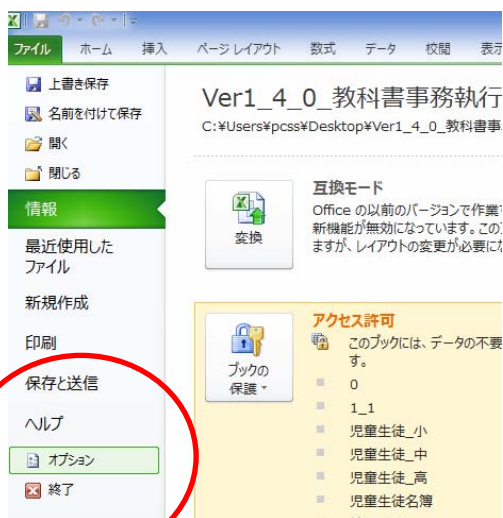 ファイル ホーム 挿入 ページ レイアウト 数式 データ 校閲 表示
上書き保存
名前を付けて保存
開く
閉じる
情報
最近使用した
ファイル
新規作成
印刷
保存と送信
ヘルプ
オプション
終了
Ver1_4_0_教科書事務執行
C:¥Users¥pcss¥Desktop¥Ver1_4_0_教科書事
変換
互換モード
Office の以前のバージョンで作業
新機能が無効になっています。この
ますが、レイアウトの変更が必要に
ブックの
保護
アクセス許可
このブックには、データの不要
す。
0
1_1
児童生徒_小
児童生徒_中
児童生徒_高
児童生徒名簿